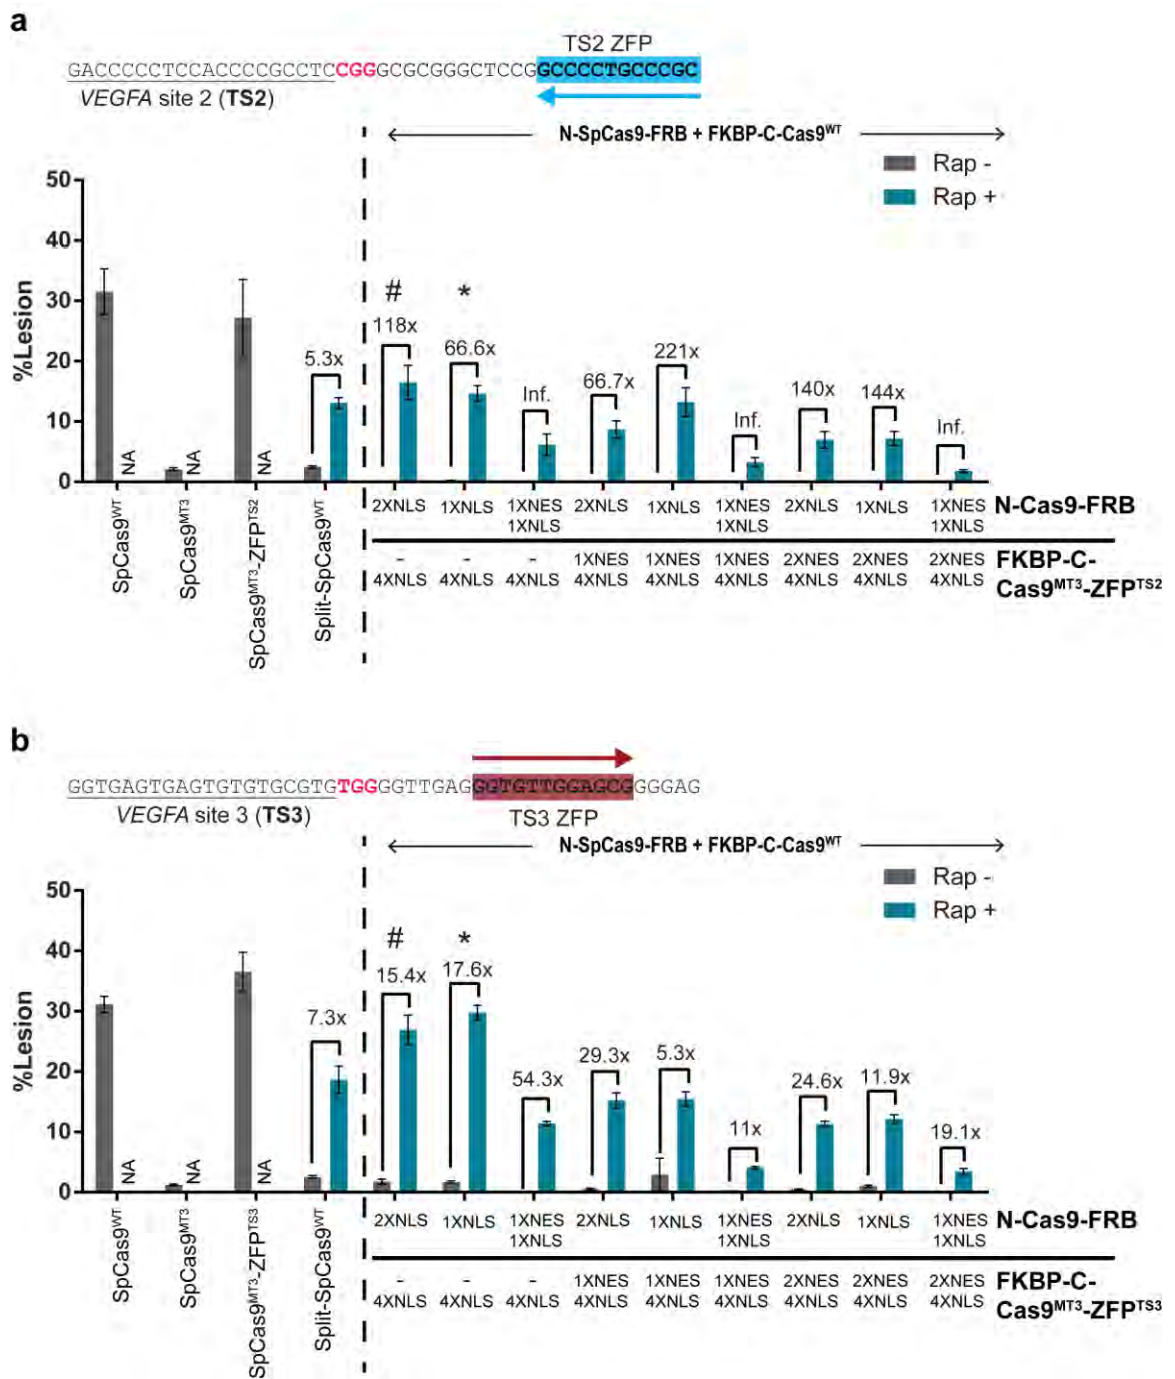 a
TS2 ZFP
GACCCCCTCCACCCCGCCTCCGGGCGCGGGCTCCGGCCCCTGCCCGC
VEGFA site 2 (TS2)
N-SpCas9-FRB + FKBP-C-Cas9WT
Rap -
Rap +
%Lesion
50
40
30
20
10
0
NA
NA
NA
5.3x
#
118x
*
66.6x
Inf.
66.7x
221x
Inf.
140x
144x
Inf.
SpCas9WT
SpCas9MT3
SpCas9MT3-ZFPTS2
Split-SpCas9WT
2XNLS 1XNLS 1XNES 2XNLS 1XNLS 1XNES 2XNLS 1XNLS 1XNES N-Cas9-FRB
1XNLS 1XNLS 1XNLS
- - - 1XNES 1XNES 1XNES 2XNES 2XNES 2XNES FKBP-C-
4XNLS 4XNLS 4XNLS 4XNLS 4XNLS 4XNLS 4XNLS 4XNLS 4XNLS Cas9MT3-ZFPTS2
b
GGTGAGTGAGTGTGTGCGTGTGGGGTTGAGGGTGTTGGAGCGGGGAG
VEGFA site 3 (TS3)
TS3 ZFP
N-SpCas9-FRB + FKBP-C-Cas9WT
Rap -
Rap +
%Lesion
50
40
30
20
10
0
NA
NA
NA
7.3x
#
15.4x
*
17.6x
54.3x
29.3x
5.3x
11x
24.6x
11.9x
19.1x
SpCas9WT
SpCas9MT3
SpCas9MT3-ZFPTS3
Split-SpCas9WT
2XNLS 1XNLS 1XNES 2XNLS 1XNLS 1XNES 2XNLS 1XNLS 1XNES N-Cas9-FRB
1XNLS 1XNLS 1XNLS
- - - 1XNES 1XNES 1XNES 2XNES 2XNES 2XNES FKBP-C-
4XNLS 4XNLS 4XNLS 4XNLS 4XNLS 4XNLS 4XNLS 4XNLS 4XNLS Cas9MT3-ZFPTS3